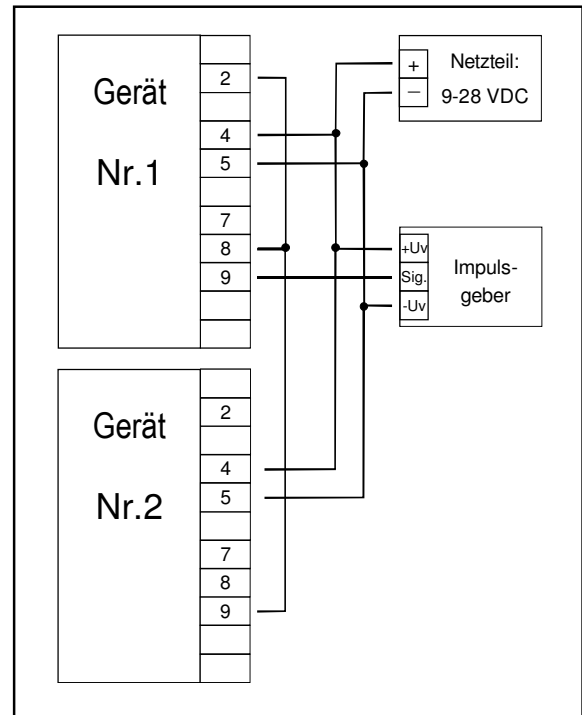 Gerät
Nr.1
2
4
5
7
8
9
+
–
Netzteil:
9-28 VDC
+Uv
Sig.
-Uv
Impuls-
geber
Gerät
Nr.2
2
4
5
7
8
9